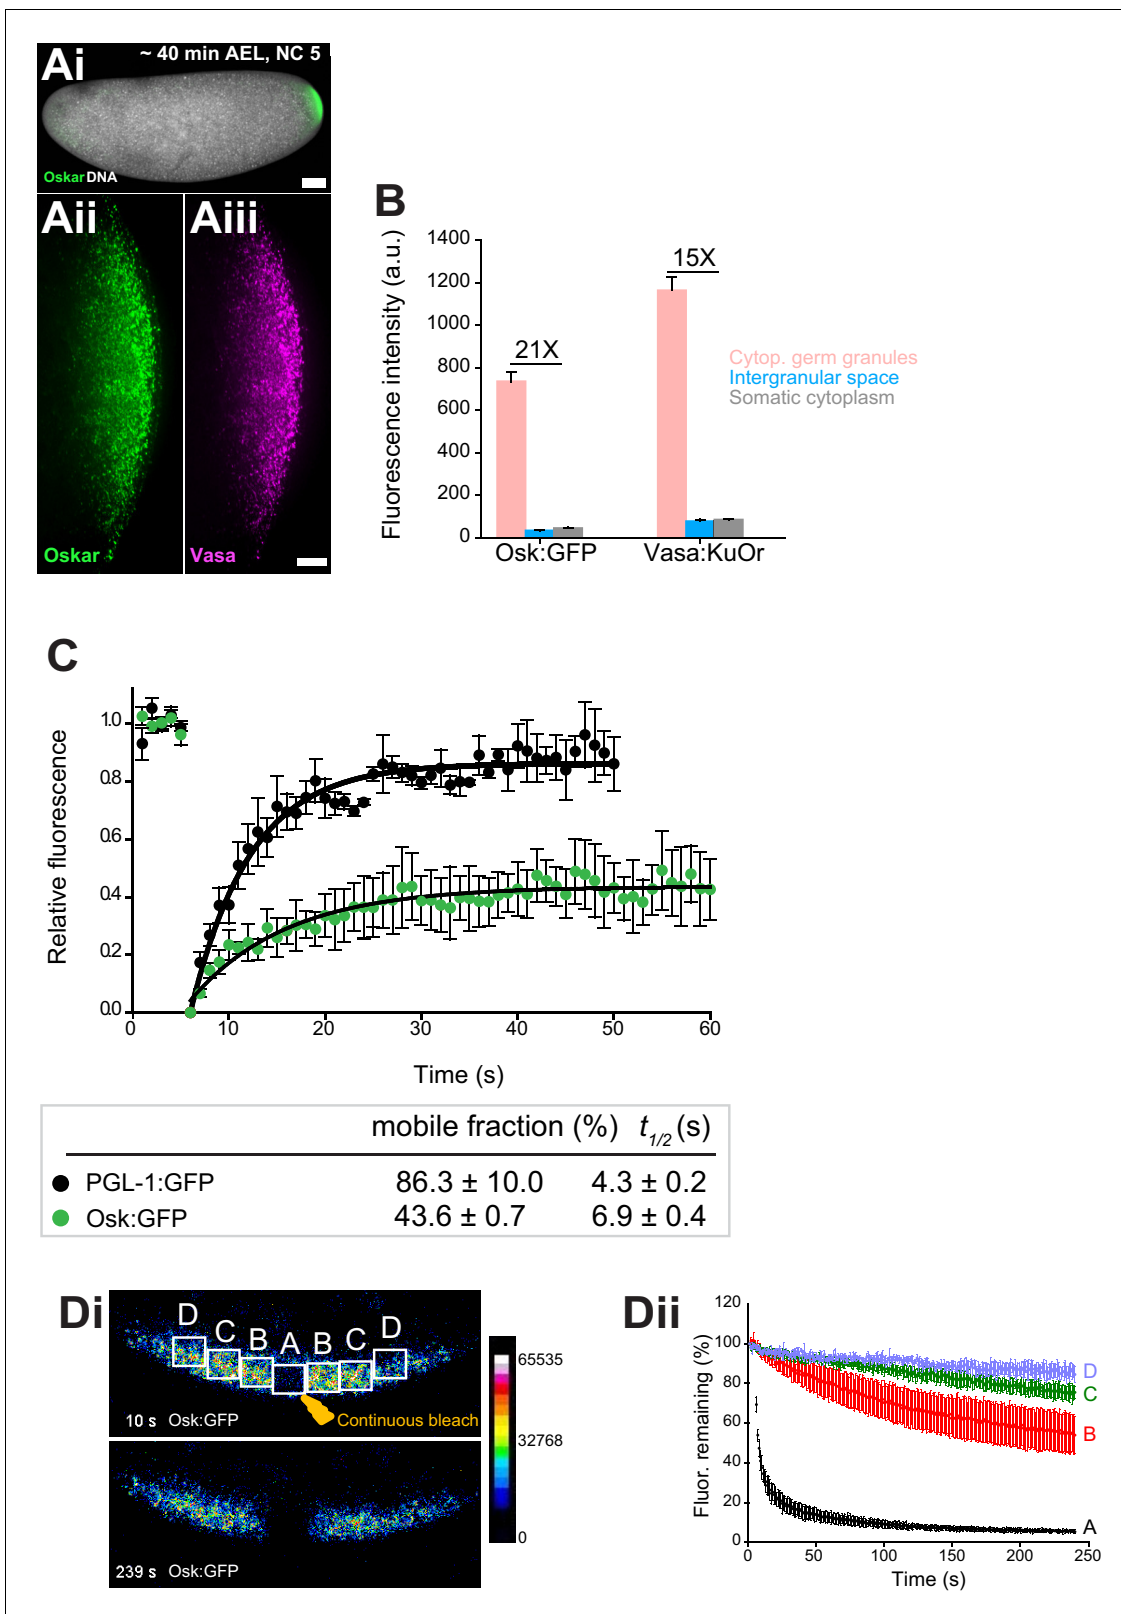 Ai
~ 40 min AEL, NC 5
Oskar DNA
Aii
Aiii
Oskar
Vasa
B
Fluorescence intensity (a.u.)
1400
1200
1000
800
600
400
200
0
21X
15X
Osk:GFP
Vasa:KuOr
Cytop. germ granules
Intergranular space
Somatic cytoplasm
C
Relative fluorescence
1.0
0.8
0.6
0.4
0.2
0.0
0 10 20 30 40 50 60
Time (s)
mobile fraction (%) t1/2 (s)
PGL-1:GFP 86.3 ± 10.0 4.3 ± 0.2
Osk:GFP 43.6 ± 0.7 6.9 ± 0.4
Di
D C B A B C D
Continuous bleach
10 s Osk:GFP
239 s Osk:GFP
65535
32768
0
Dii
Fluor. remaining (%)
120
100
80
60
40
20
0
D
C
B
A
0 50 100 150 200 250
Time (s)